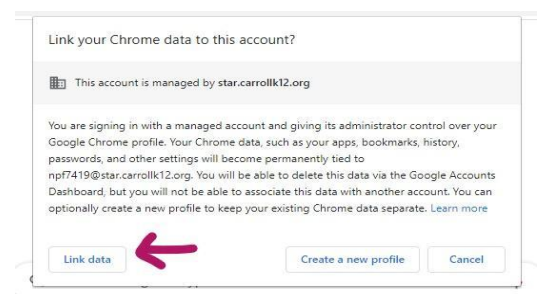 Link your Chrome data to this account?
This account is managed by star.carrollk12.org
You are signing in with a managed account and giving its administrator control over your
Google Chrome profile. Your Chrome data, such as your apps, bookmarks, history,
passwords, and other settings will become permanently tied to
npf7419@star.carrollk12.org. You will be able to delete this data via the Google Accounts
Dashboard, but you will not be able to associate this data with another account. You can
optionally create a new profile to keep your existing Chrome data separate. Learn more
Link data Create a new profile Cancel